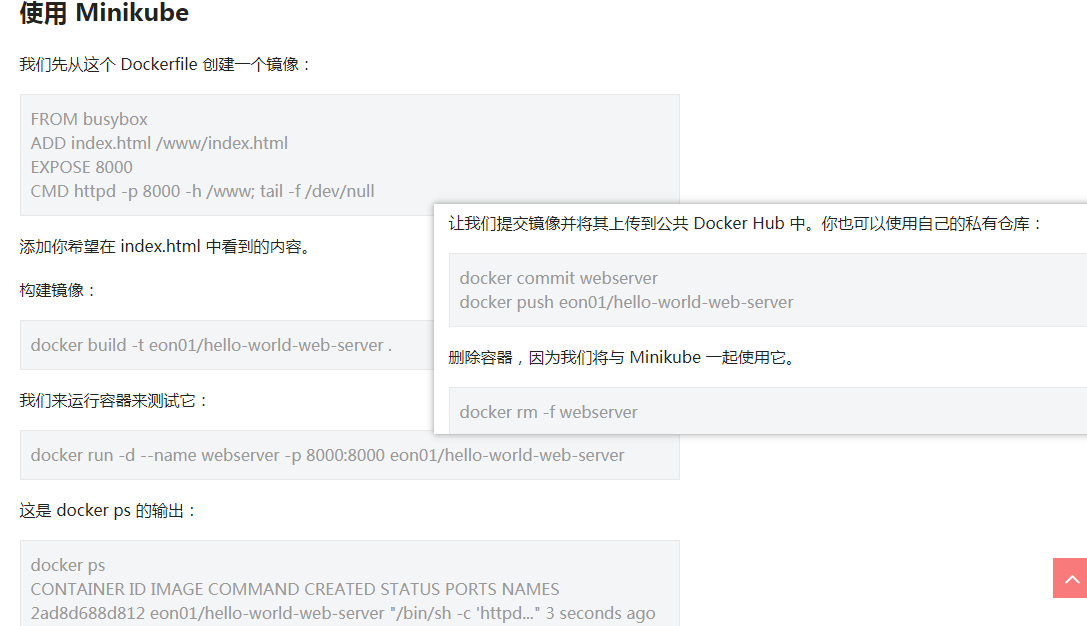 使用 Minikube
我们先从这个 Dockerfile 创建一个镜像：
FROM busybox
ADD index.html /www/index.html
EXPOSE 8000
CMD httpd -p 8000 -h /www; tail -f /dev/null
添加你希望在 index.html 中看到的内容。
构建镜像：
docker build -t eon01/hello-world-web-server .
我们来运行容器来测试它：
docker run -d --name webserver -p 8000:8000 eon01/hello-world-web-server
这是 docker ps 的输出：
docker ps
CONTAINER ID IMAGE COMMAND CREATED STATUS PORTS NAMES
2ad8d688d812 eon01/hello-world-web-server "/bin/sh -c 'httpd..." 3 seconds ago
让我们提交镜像并将其上传到公共 Docker Hub 中。你也可以使用自己的私有仓库：
docker commit webserver
docker push eon01/hello-world-web-server
删除容器，因为我们将与 Minikube 一起使用它。
docker rm -f webserver